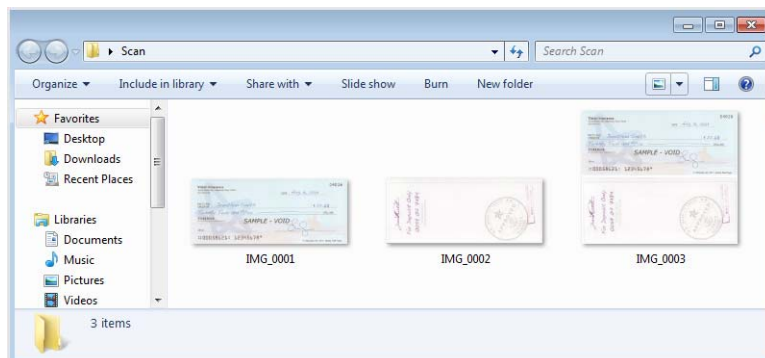 Scan
Search Scan
Organize
Include in library
Share with
Slide show
Burn
New folder
Favorites
Desktop
Downloads
Recent Places
Libraries
Documents
Music
Pictures
Videos
SAMPLE - VOID
IMG_0001
IMG_0002
SAMPLE - VOID
IMG_0003
3 items